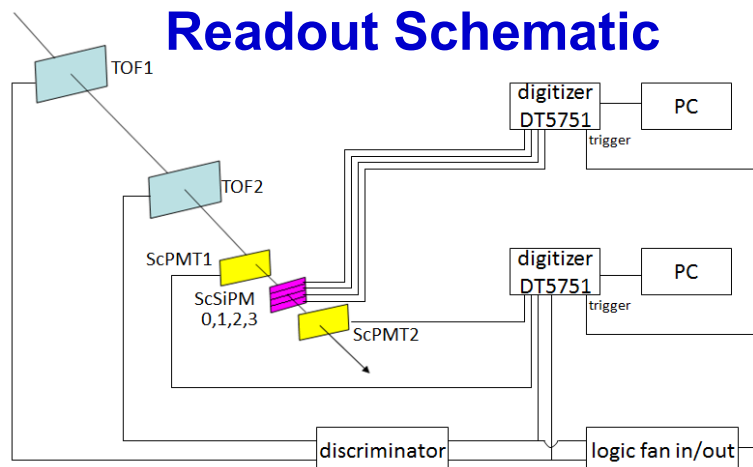 Readout Schematic
TOF1
digitizer
DT5751
PC
trigger
TOF2
ScPMT1
digitizer
DT5751
PC
ScSiPM
0,1,2,3
trigger
ScPMT2
discriminator
logic fan in/out